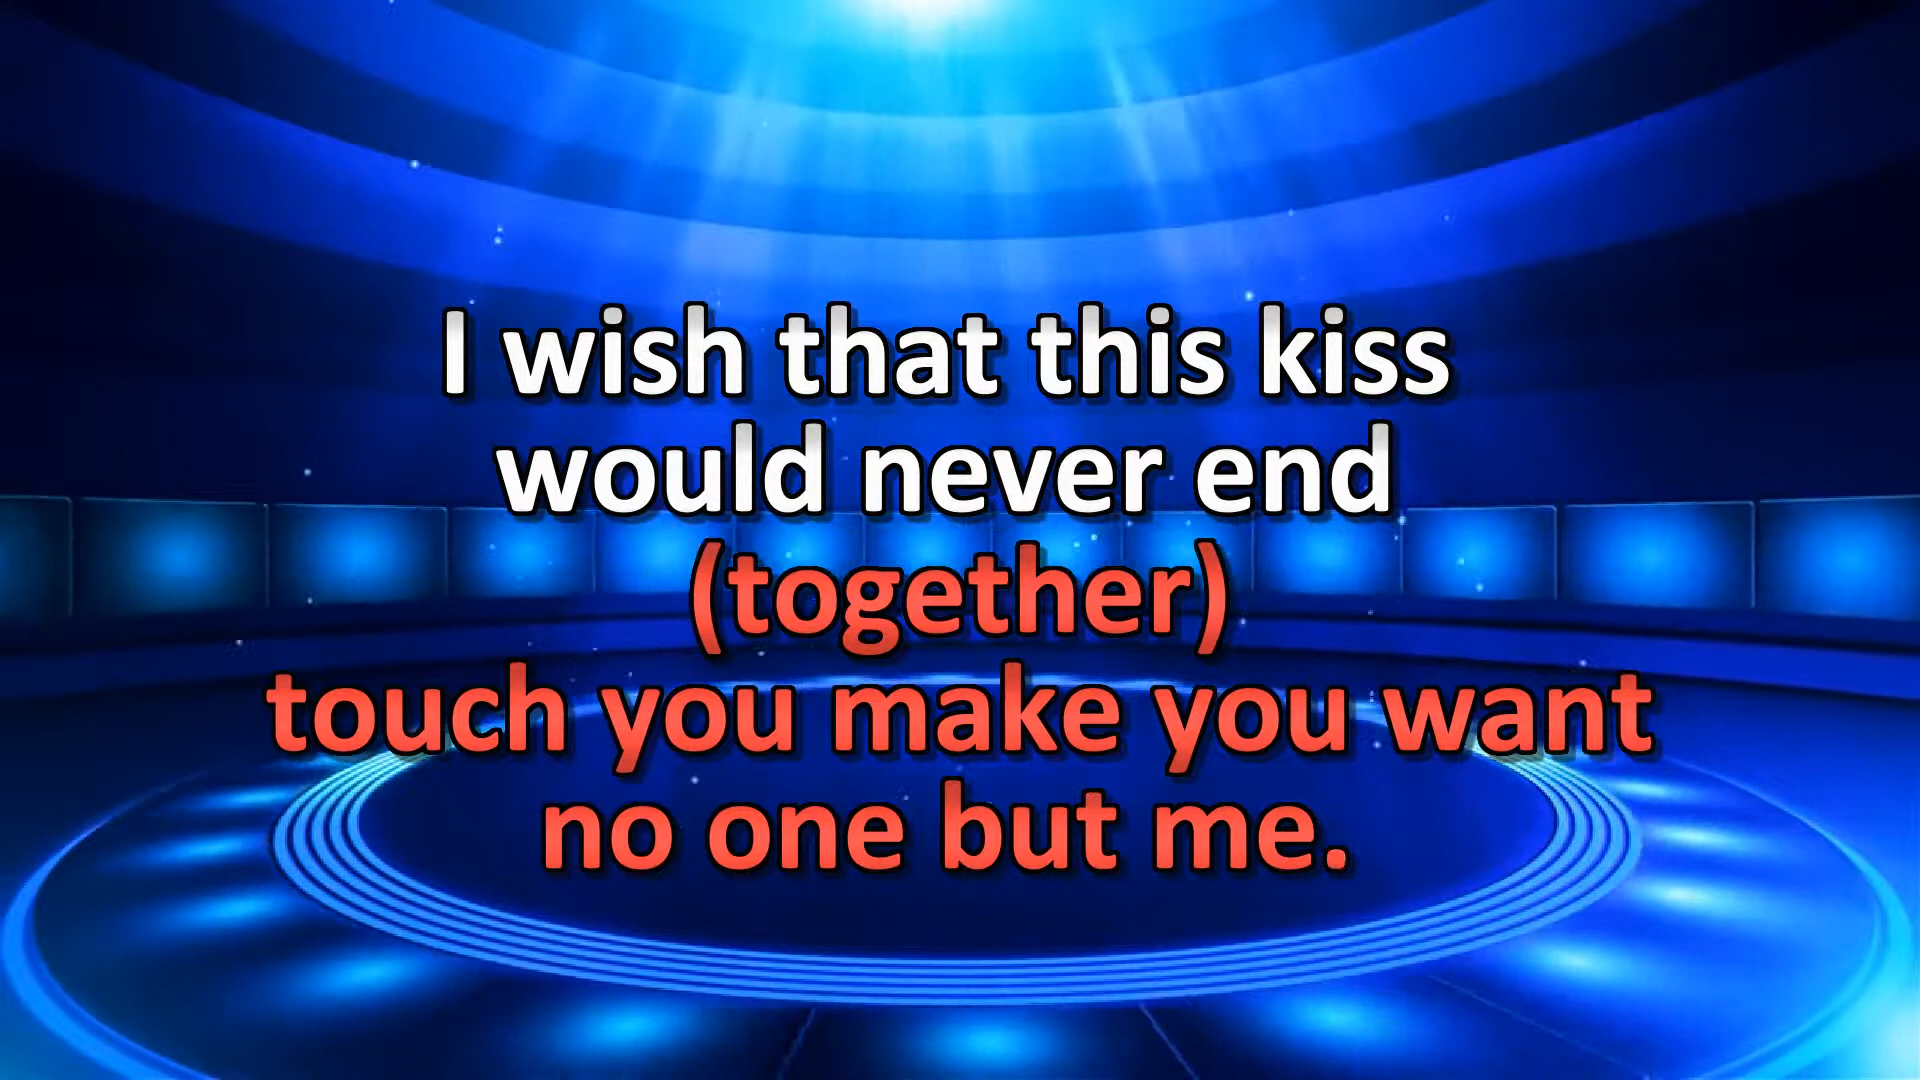 I wish that this kiss
would never end
(together)
touch you make you want
no one but me.